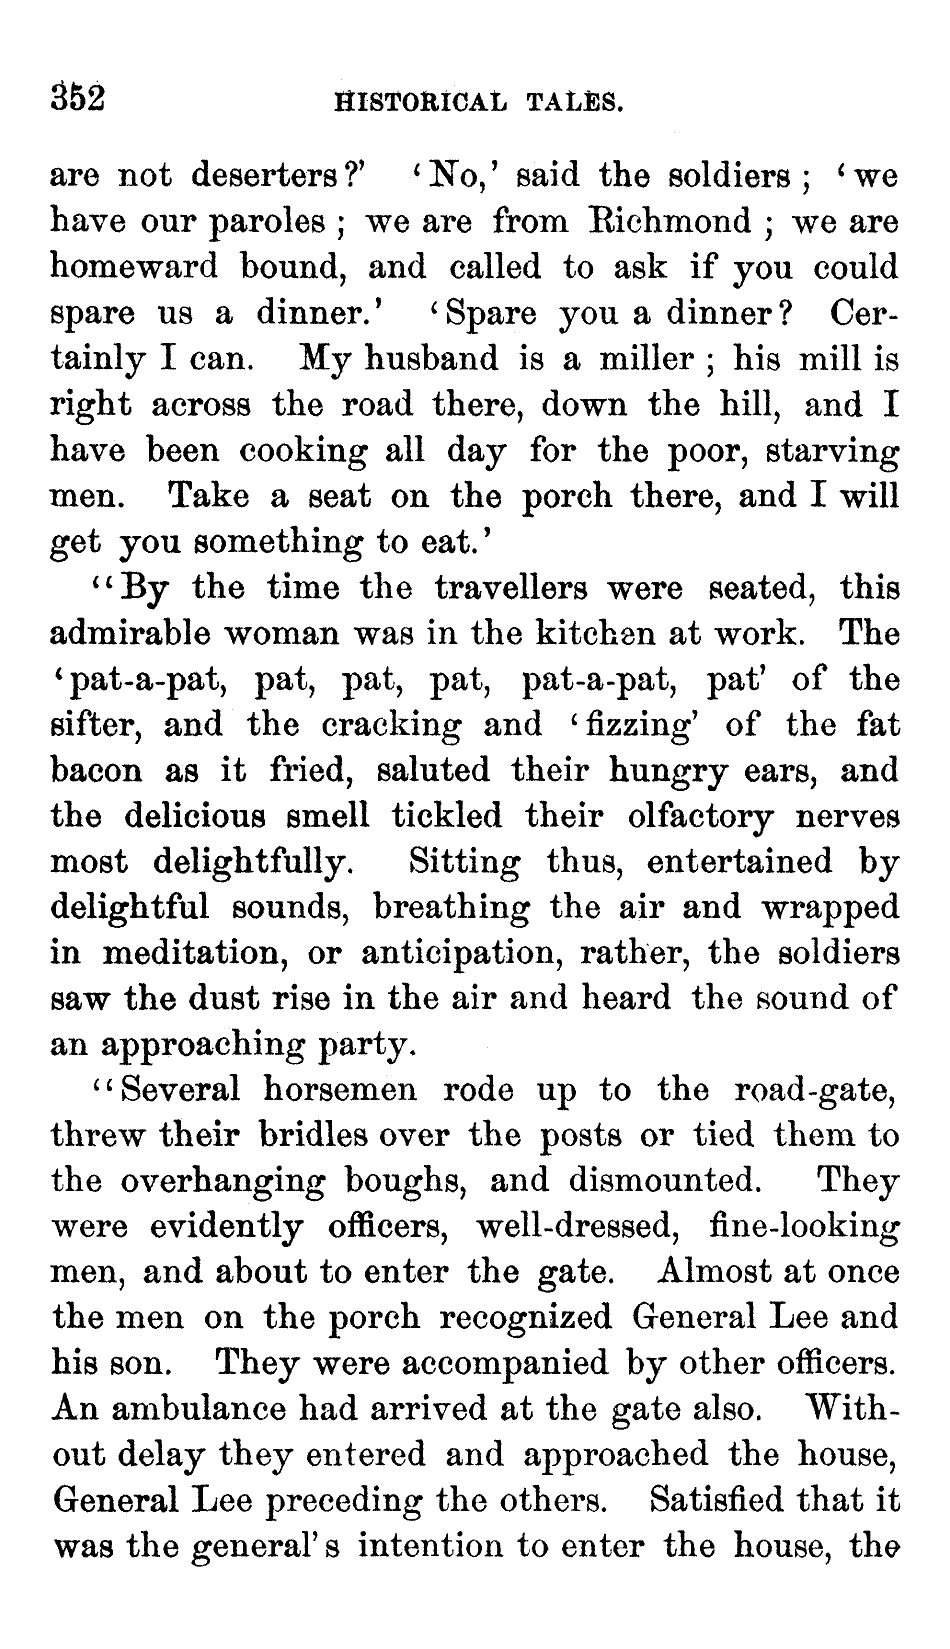 352 HISTORICAL TALES.
are not deserters?' 'No,' said the soldiers; 'we
have our paroles; we are from Richmond; we are
homeward bound, and called to ask if you could
spare us a dinner.' 'Spare you a dinner? Cer-
tainly I can. My husband is a miller; his mill is
right across the road there, down the hill, and I
have been cooking all day for the poor, starving
men. Take a seat on the porch there, and I will
get you something to eat.'
"By the time the travellers were seated, this
admirable woman was in the kitchen at work. The
'pat-a-pat, pat, pat, pat, pat-a-pat, pat' of the
sifter, and the cracking and 'fizzing' of the fat
bacon as it fried, saluted their hungry ears, and
the delicious smell tickled their olfactory nerves
most delightfully. Sitting thus, entertained by
delightful sounds, breathing the air and wrapped
in meditation, or anticipation, rather, the soldiers
saw the dust rise in the air and heard the sound of
an approaching party.
"Several horsemen rode up to the road-gate,
threw their bridles over the posts or tied them to
the overhanging boughs, and dismounted. They
were evidently officers, well-dressed, fine-looking
men, and about to enter the gate. Almost at once
the men on the porch recognized General Lee and
his son. They were accompanied by other officers.
An ambulance had arrived at the gate also. With-
out delay they entered and approached the house,
General Lee preceding the others. Satisfied that it
was the general's intention to enter the house, the